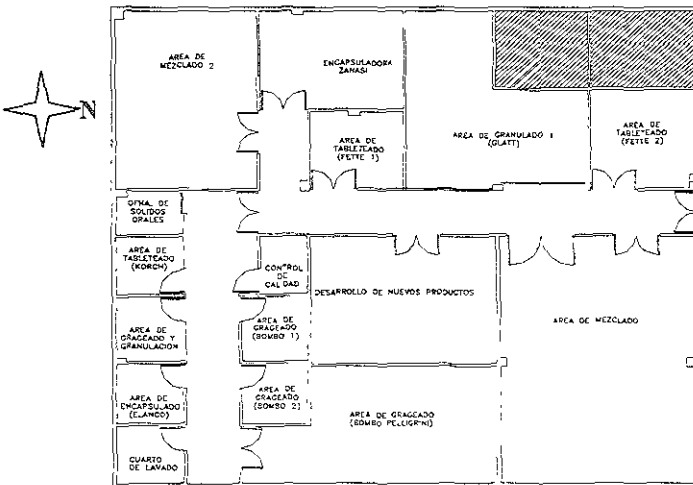 AREA DE
MEZCLADO 2
ENCAPSULADORA
ZANASI
N
AREA DE
TABLETEADO
(FETTE 1)
AREA DE GRANULADO 1
(GLATT)
AREA DE
TABLETEADO
(FETTE 2)
OFNA. DE
SOLIDOS
ORALES
AREA DE
TABLETEADO
(KORCH)
CONTROL
DE
CALIDAD
DESARROLLO DE NUEVOS PRODUCTOS
AREA DE MEZCLADO
AREA DE
GRAGEADO Y
GRANULACION
AREA DE
GRAGEADO
(BOMBO 1)
AREA DE
ENCAPSULADO
(ELANCO)
AREA DE
GRAGEADO
(BOMBO 2)
AREA DE GRAGEADO
(BOMBO PELLIGRINI)
CUARTO
DE LAVADO